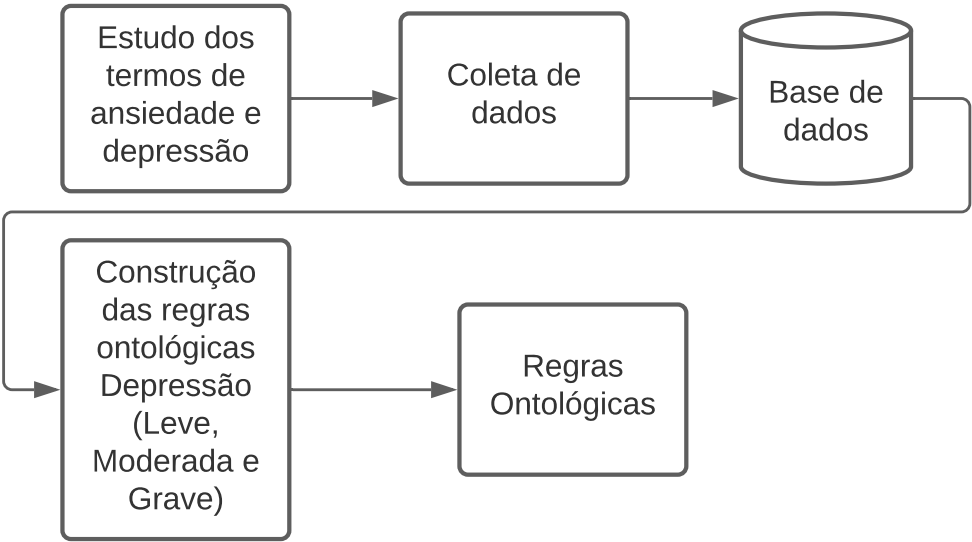 Estudo dos
termos de
ansiedade e
depressão
Coleta de
dados
Base de
dados
Construção
das regras
ontológicas
Depressão
(Leve,
Moderada e
Grave)
Regras
Ontológicas